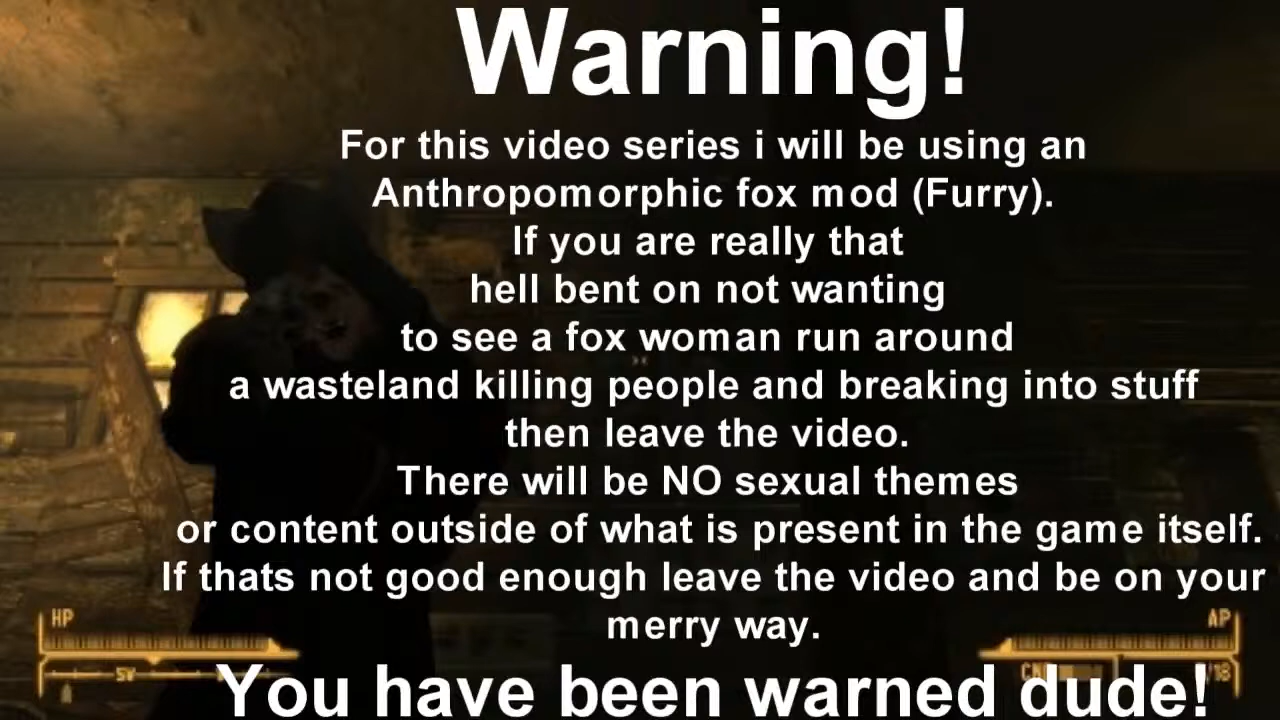 Warning!
For this video series i will be using an
Anthropomorphic fox mod (Furry).
If you are really that
hell bent on not wanting
to see a fox woman run around
a wasteland killing people and breaking into stuff
then leave the video.
There will be NO sexual themes
or content outside of what is present in the game itself.
If thats not good enough leave the video and be on your
merry way.
HP
AP
SW
CND
/18
You have been warned dude!